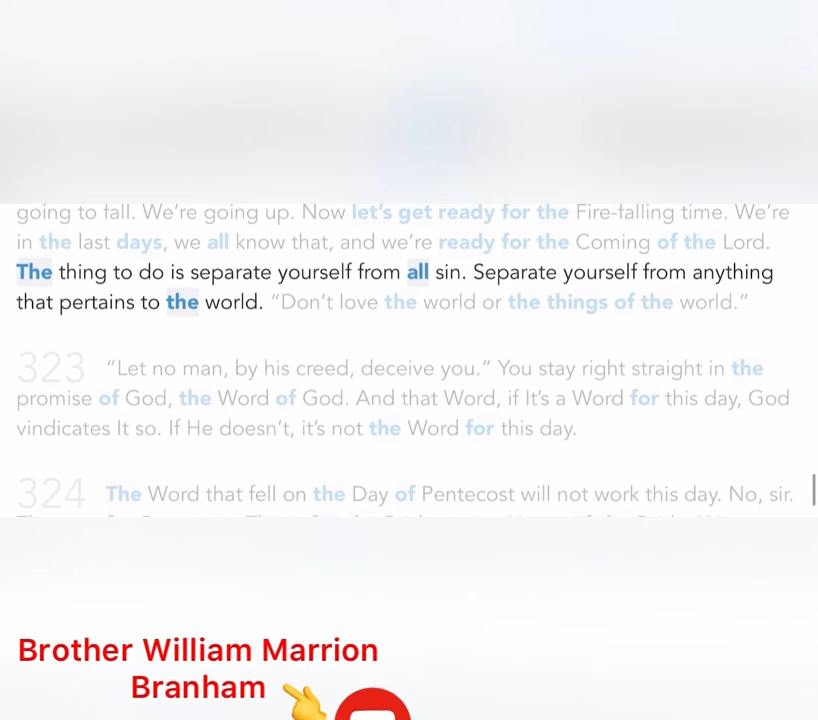 going to fall. We're going up. Now let's get ready for the Fire-falling time. We're
in the last days, we all know that, and we're ready for the Coming of the Lord.
The thing to do is separate yourself from all sin. Separate yourself from anything
that pertains to the world. “Don't love the world or the things of the world.”
323 “Let no man, by his creed, deceive you.” You stay right straight in the
promise of God, the Word of God. And that Word, if It's a Word for this day, God
vindicates It so. If He doesn't, it's not the Word for this day.
324 The Word that fell on the Day of Pentecost will not work this day. No, sir.
Brother William Marrion
Branham